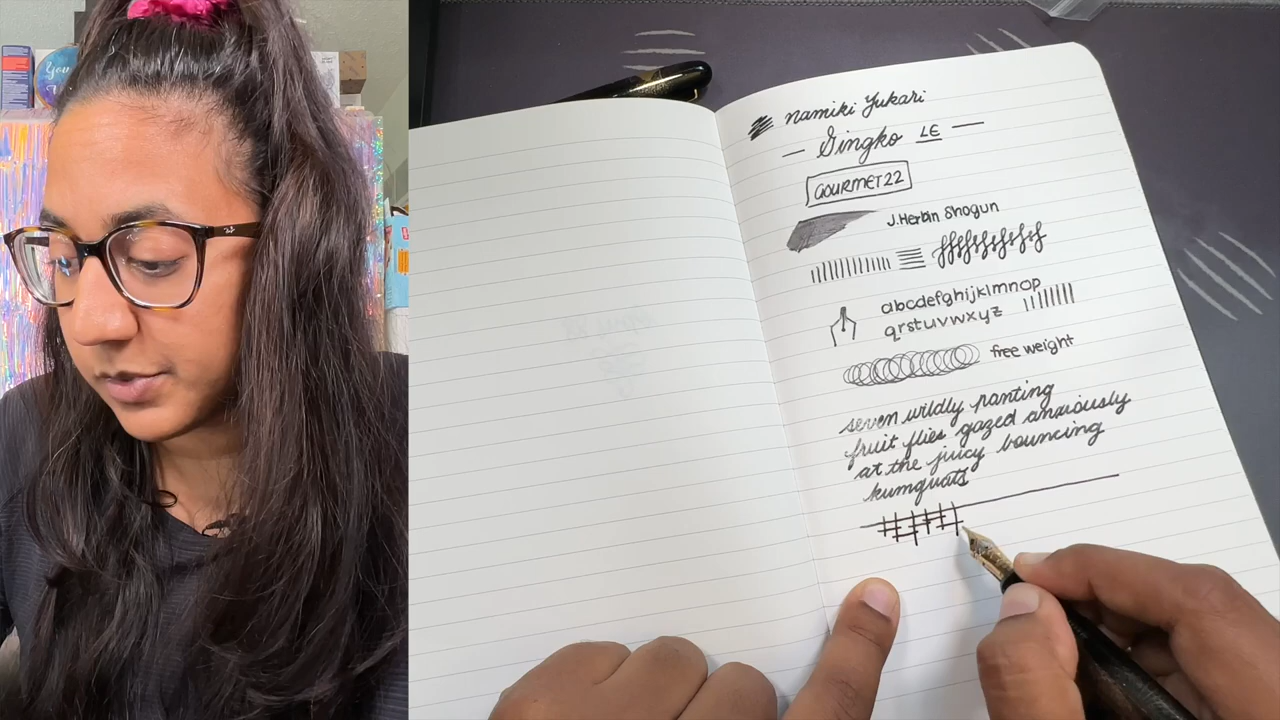 You
namiki Yukari
- Gingko LE -
GOURMET22
J. Herbin Shogun
abcdefghijklmnop
qrstuvwxyz
free weight
seven wildly panting
fruit flies gazed anxiously
at the juicy bouncing
kumquats